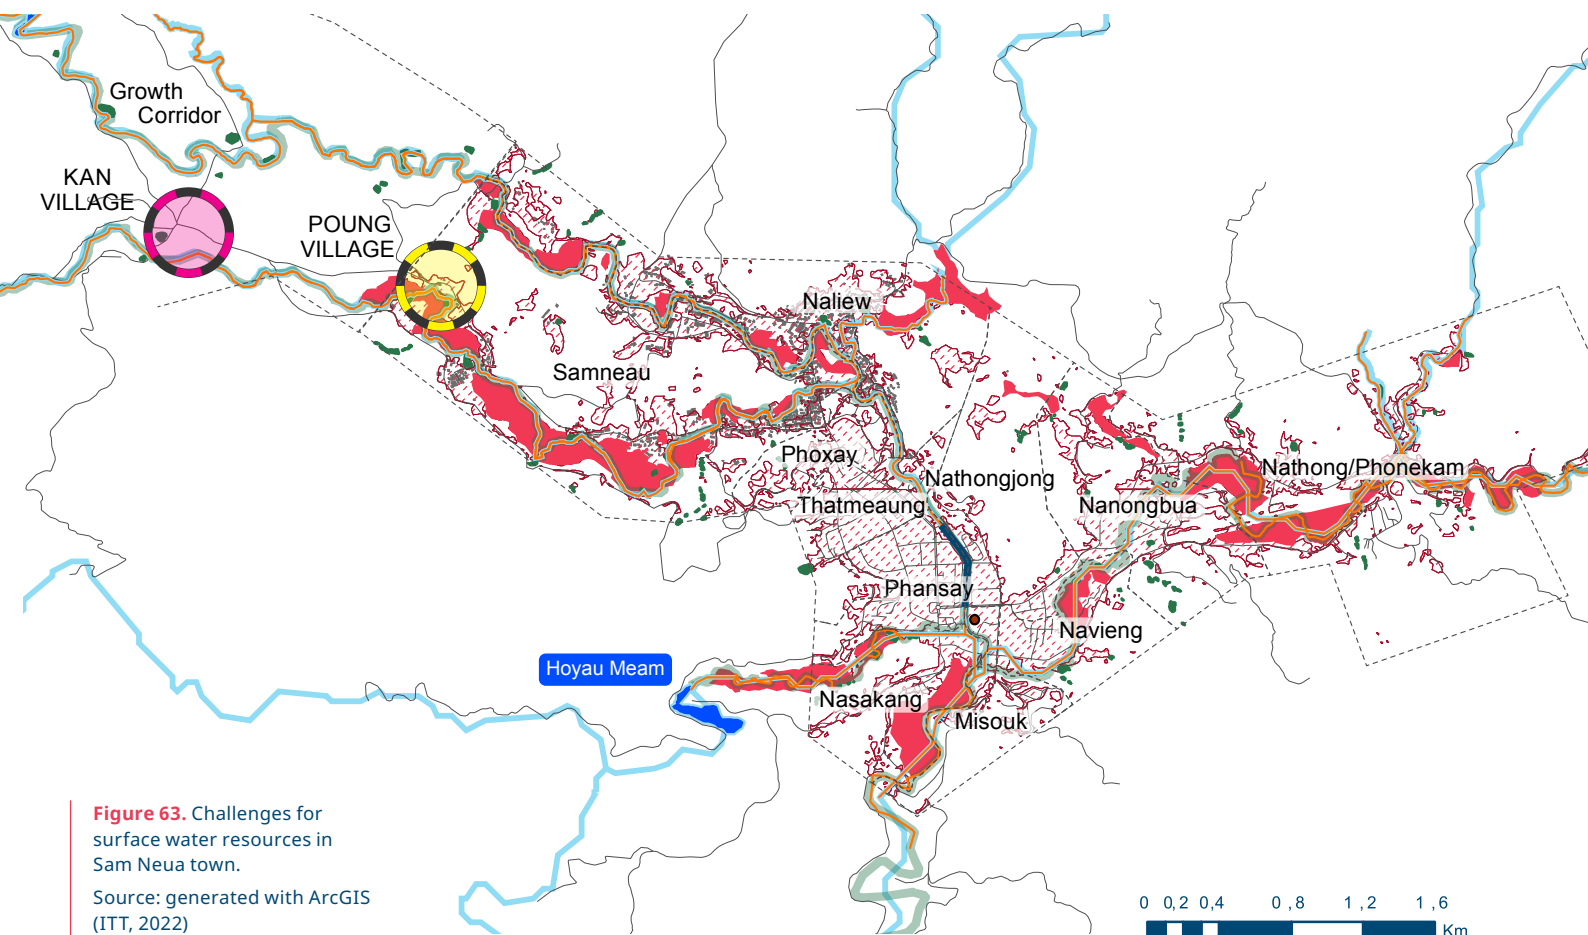 Growth
Corridor
KAN
VILLAGE
POUNG
VILLAGE
Naliew
Samneau
Phoxay
Nathongjong
Thatmeaung
Nathong/Phonekam
Nanongbua
Phansay
Navieng
Hoyau Meam
Nasakang
Misouk
Figure 63. Challenges for
surface water resources in
Sam Neua town.
Source: generated with ArcGIS
(ITT, 2022)
0 0,2 0,4 0,8 1,2 1,6
Km